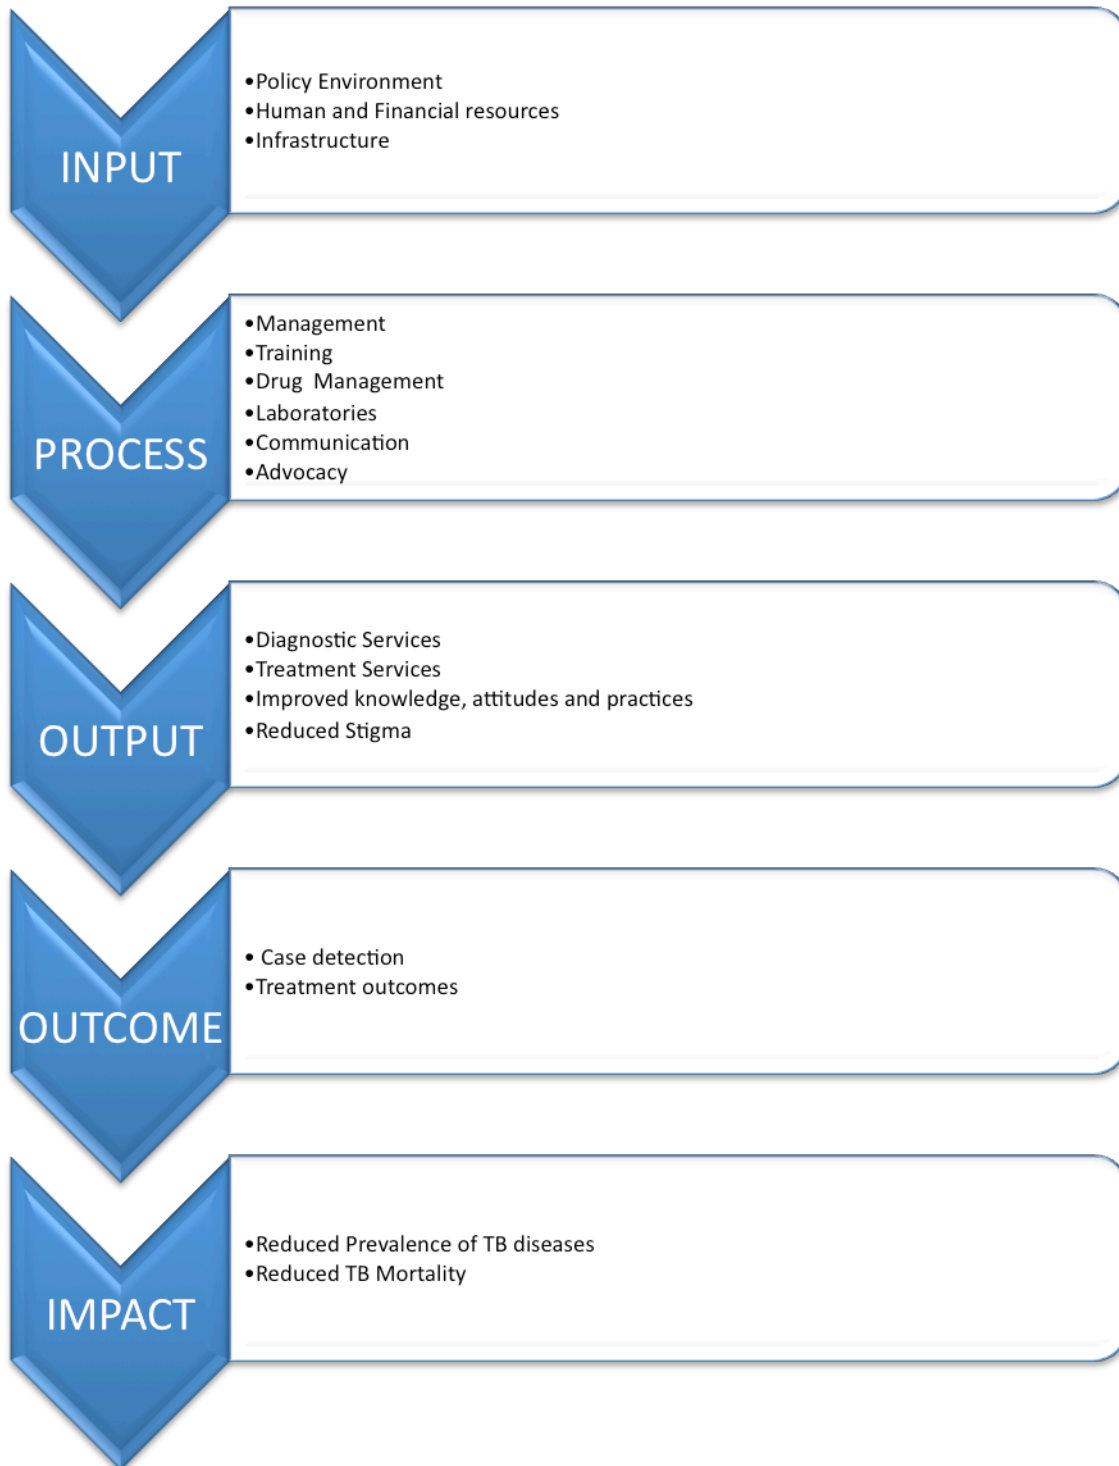 INPUT
•Policy Environment
•Human and Financial resources
•Infrastructure
PROCESS
•Management
•Training
•Drug  Management
•Laboratories
•Communication
•Advocacy
OUTPUT
•Diagnostic Services
•Treatment Services
•Improved knowledge, attitudes and practices
•Reduced Stigma
OUTCOME
• Case detection
•Treatment outcomes
IMPACT
•Reduced Prevalence of TB diseases
•Reduced TB Mortality